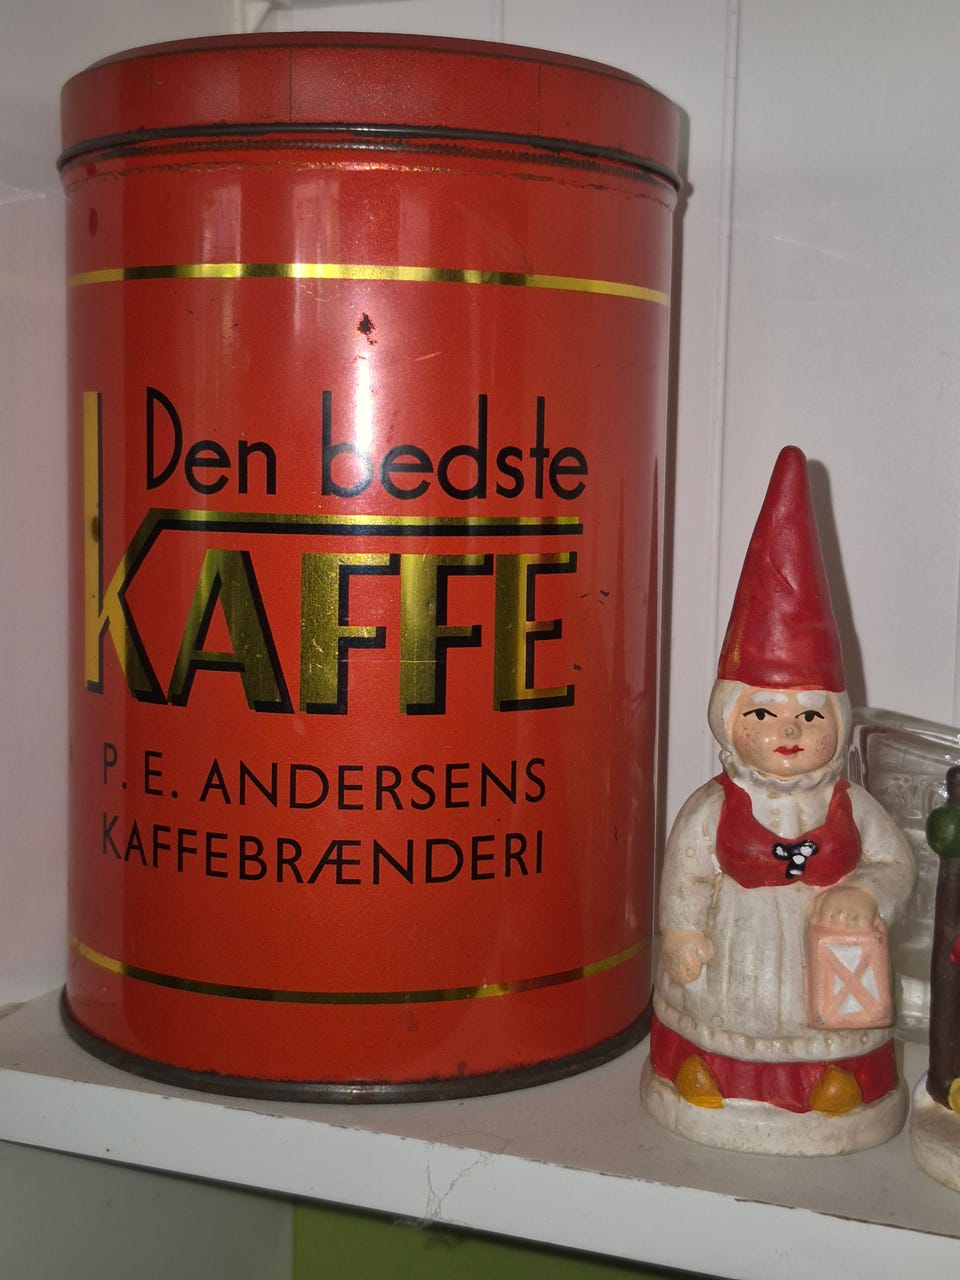 Den bedste
KAFFE
P. E. ANDERSENS
KAFFEBRÆNDERI